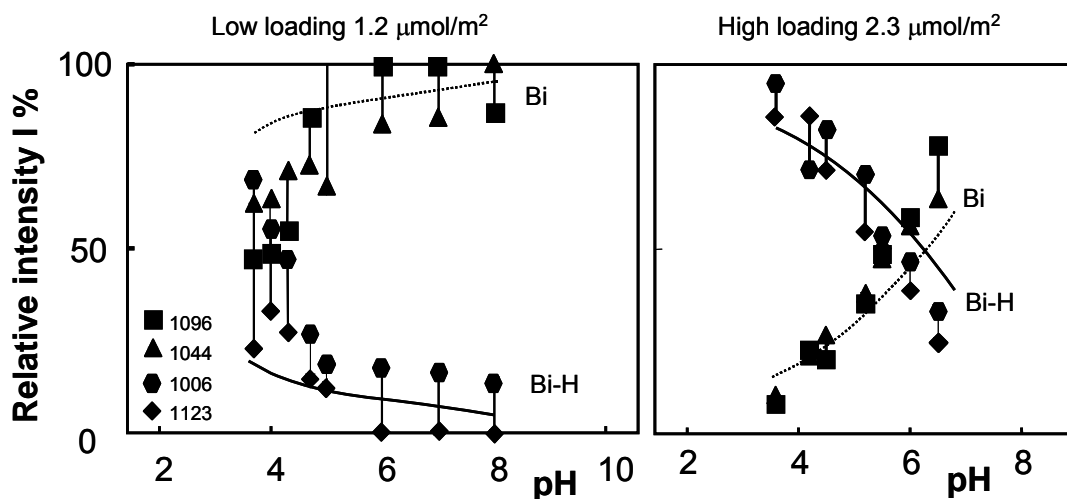 Low loading 1.2 μmol/m²
High loading 2.3 μmol/m²
Relative intensity I %
100
50
0
Bi
Bi-H
1096
1044
1006
1123
2
4
6
8
10
pH
Bi
Bi-H
2
4
6
8
pH